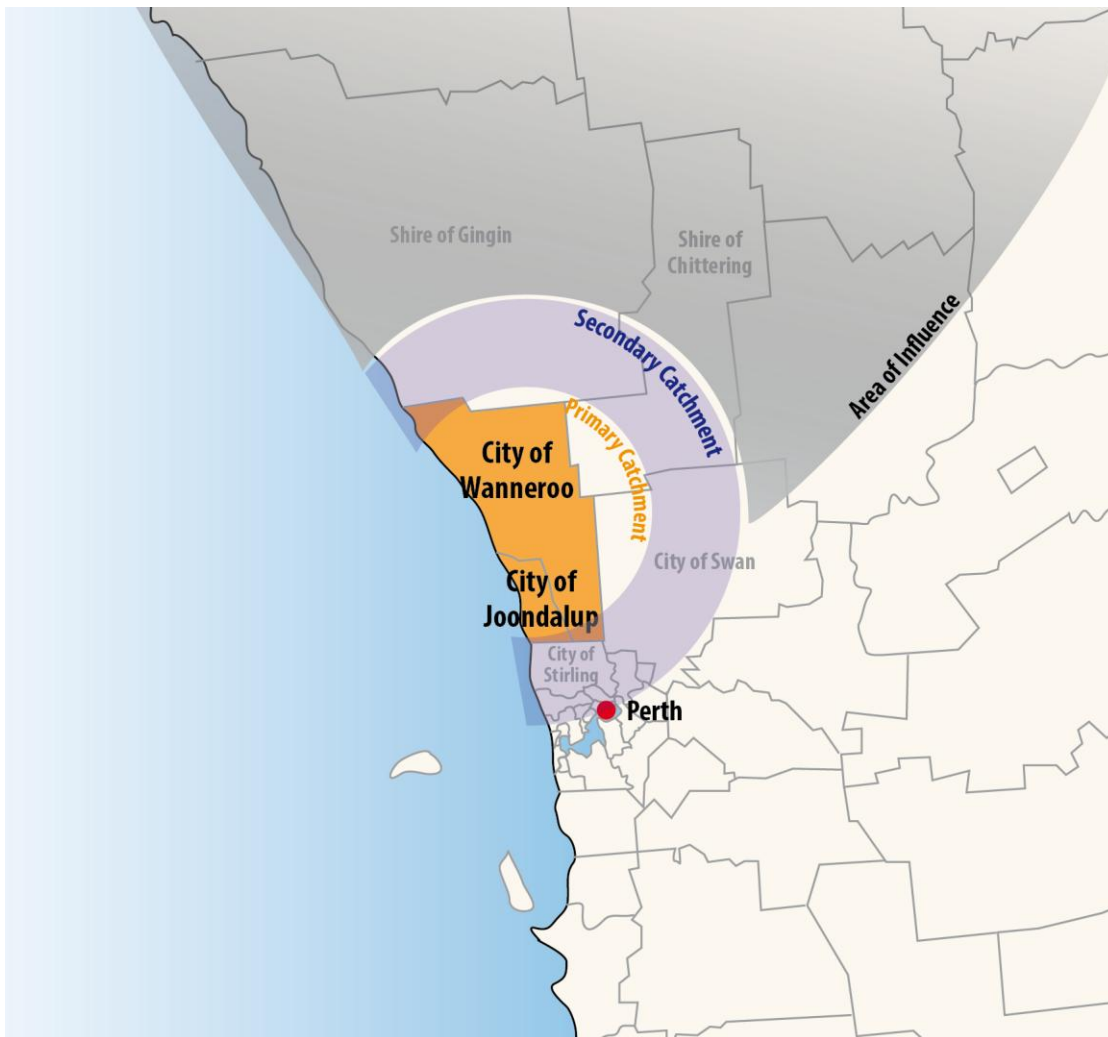 Shire of Gingin
Shire of
Chittering
Secondary Catchment
Area of Influence
Primary Catchment
City of
Wanneroo
City of Swan
City of
Joondalup
City of
Stirling
Perth